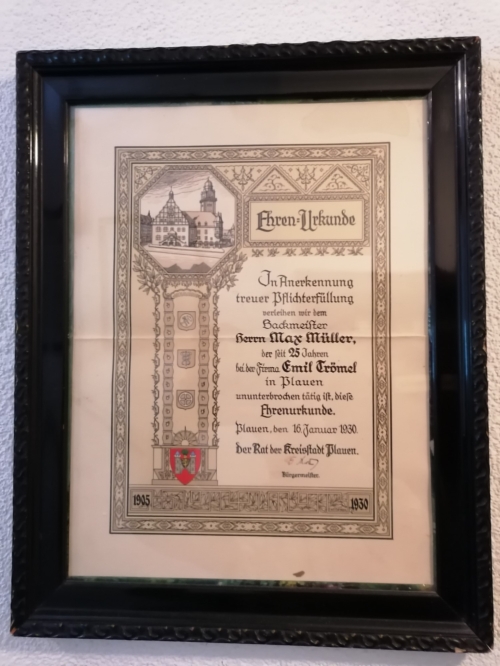 Ehren=Urkunde
In Anerkennung
treuer Pflichterfüllung
verleihen wir dem
Sackmeister
Herrn Max Müller,
der seit 25 Jahren
bei der Firma Emil Trömel
in Plauen
ununterbrochen tätig ist, diese
Ehrenurkunde.
Plauen, den 16. Januar 1930.
Der Rat der Kreisstadt Plauen.
Bürgermeister.
1905
1930